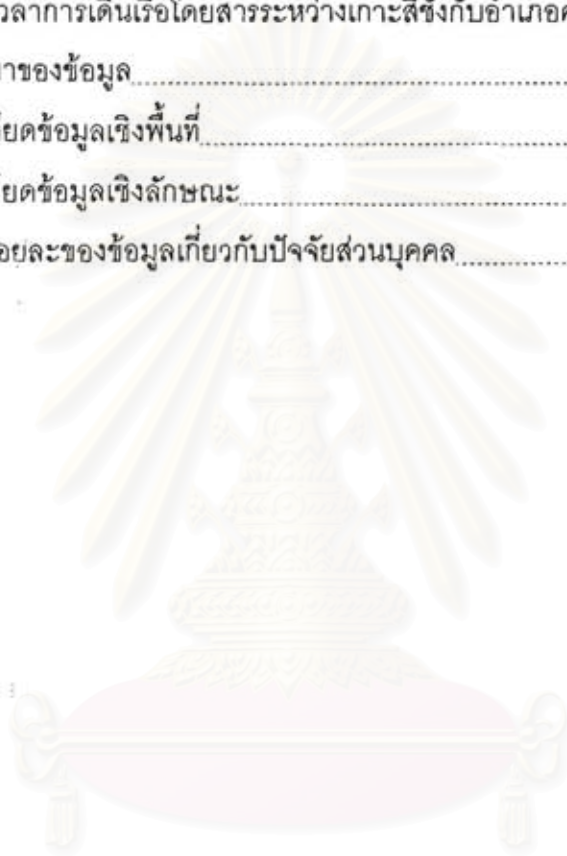 วลาการเดินเรือโดยสารระหว่างเกาะสีชังกับอำเภอ
าของข้อมูล
ยดข้อมูลเชิงพื้นที่
ยดข้อมูลเชิงลักษณะ
อยละของข้อมูลเกี่ยวกับปัจจัยส่วนบุคคล